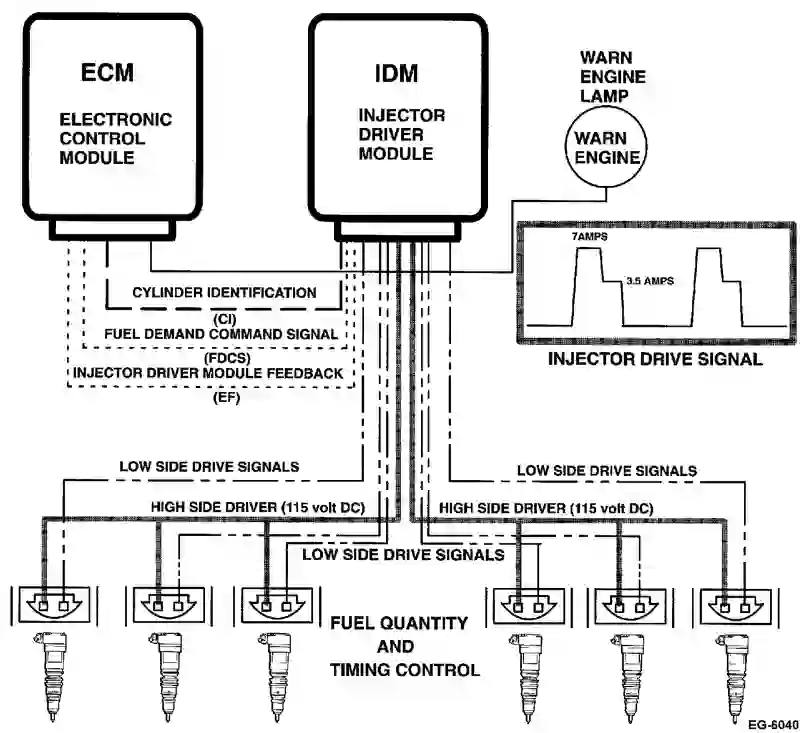 ECM
ELECTRONIC
CONTROL
MODULE
IDM
INJECTOR
DRIVER
MODULE
WARN
ENGINE
LAMP
WARN
ENGINE
7AMPS
3.5 AMPS
INJECTOR DRIVE SIGNAL
CYLINDER IDENTIFICATION
(CI)
FUEL DEMAND COMMAND SIGNAL
(FDCS)
INJECTOR DRIVER MODULE FEEDBACK
(EF)
LOW SIDE DRIVE SIGNALS
LOW SIDE DRIVE SIGNALS
HIGH SIDE DRIVER (115 volt DC)
HIGH SIDE DRIVER (115 volt DC)
LOW SIDE DRIVE SIGNALS
FUEL QUANTITY
AND
TIMING CONTROL
EG-6040